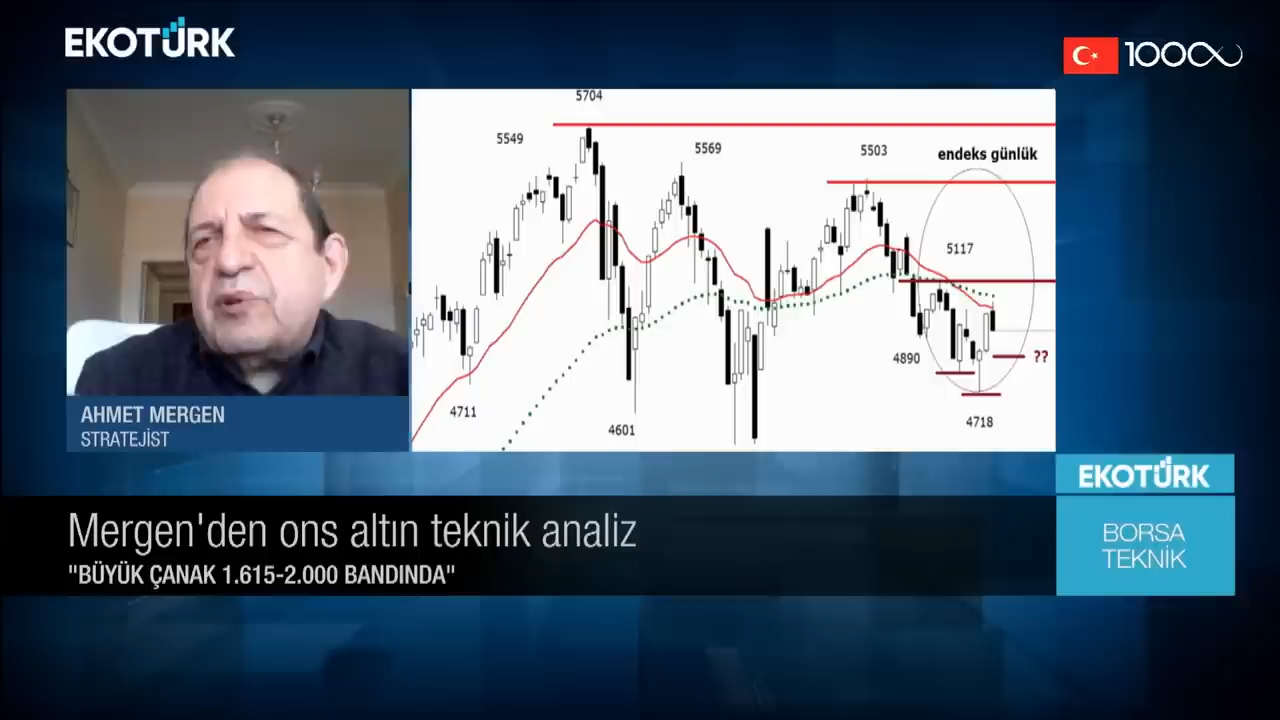 EKOTÜRK
1000
5704
5549
5569
5503
endeks günlük
5117
4890
??
4711
4601
4718
AHMET MERGEN
STRATEJİST
EKOTÜRK
Mergen'den ons altın teknik analiz
"BÜYÜK ÇANAK 1.615-2.000 BANDINDA"
BORSA
TEKNİK